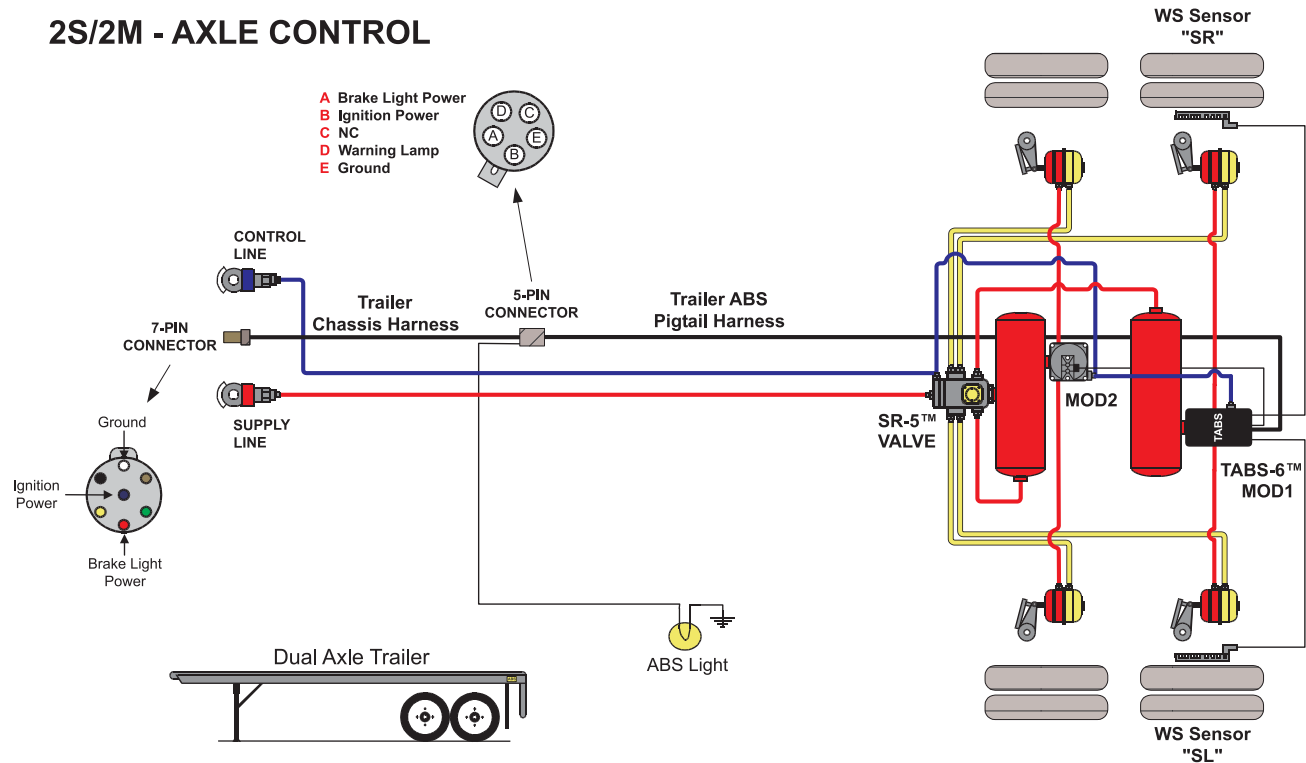 2S/2M - AXLE CONTROL
WS Sensor
"SR"
A Brake Light Power
B Ignition Power
C NC
D Warning Lamp
E Ground
D
C
A
E
B
CONTROL
LINE
Trailer
Chassis Harness
5-PIN
CONNECTOR
Trailer ABS
Pigtail Harness
7-PIN
CONNECTOR
SUPPLY
LINE
SR-5™
VALVE
MOD2
TABS
TABS-6™
MOD1
Ground
Ignition
Power
Brake Light
Power
ABS Light
Dual Axle Trailer
WS Sensor
"SL"